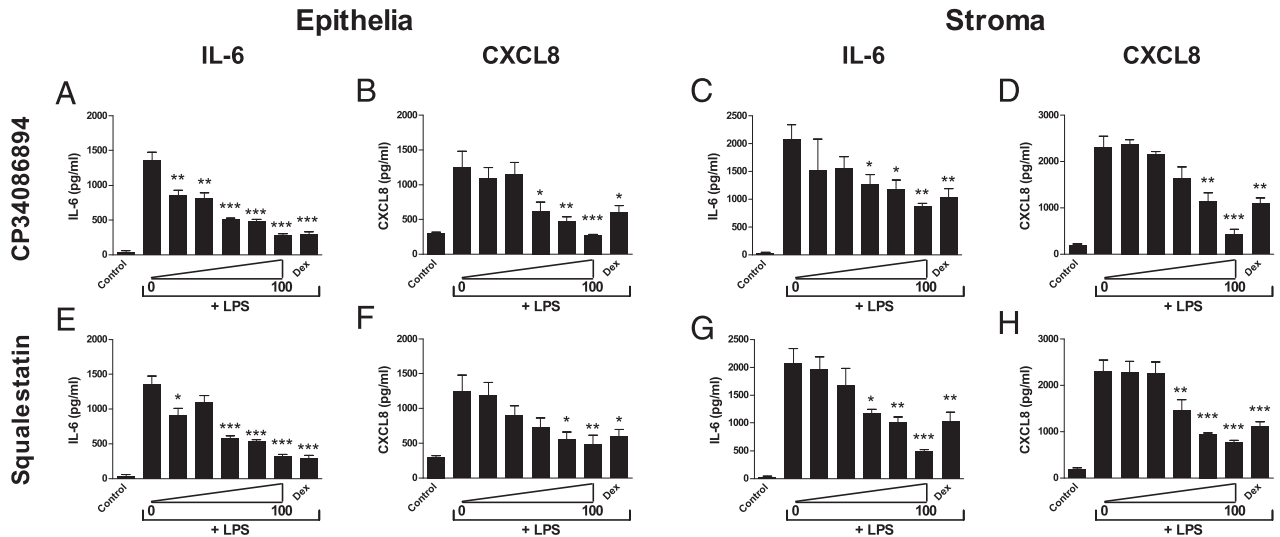 Epithelia
Stroma
IL-6
CXCL8
IL-6
CXCL8
CP34086894
A
IL-6 (pg/ml)
2000
1500
1000
500
0
** ** *** *** *** ***
Control
0
100
Dex
+ LPS
B
CXCL8 (pg/ml)
2000
1500
1000
500
0
* ** *** *
Control
0
100
Dex
+ LPS
C
IL-6 (pg/ml)
2500
2000
1500
1000
500
0
* * ** **
Control
0
100
Dex
+ LPS
D
CXCL8 (pg/ml)
3000
2000
1000
0
** *** **
Control
0
100
Dex
+ LPS
Squalestatin
E
IL-6 (pg/ml)
2000
1500
1000
500
0
* *** *** *** ***
Control
0
100
Dex
+ LPS
F
CXCL8 (pg/ml)
2000
1500
1000
500
0
* ** *
Control
0
100
Dex
+ LPS
G
IL-6 (pg/ml)
2500
2000
1500
1000
500
0
* ** *** **
Control
0
100
Dex
+ LPS
H
CXCL8 (pg/ml)
3000
2000
1000
0
** *** *** ***
Control
0
100
Dex
+ LPS